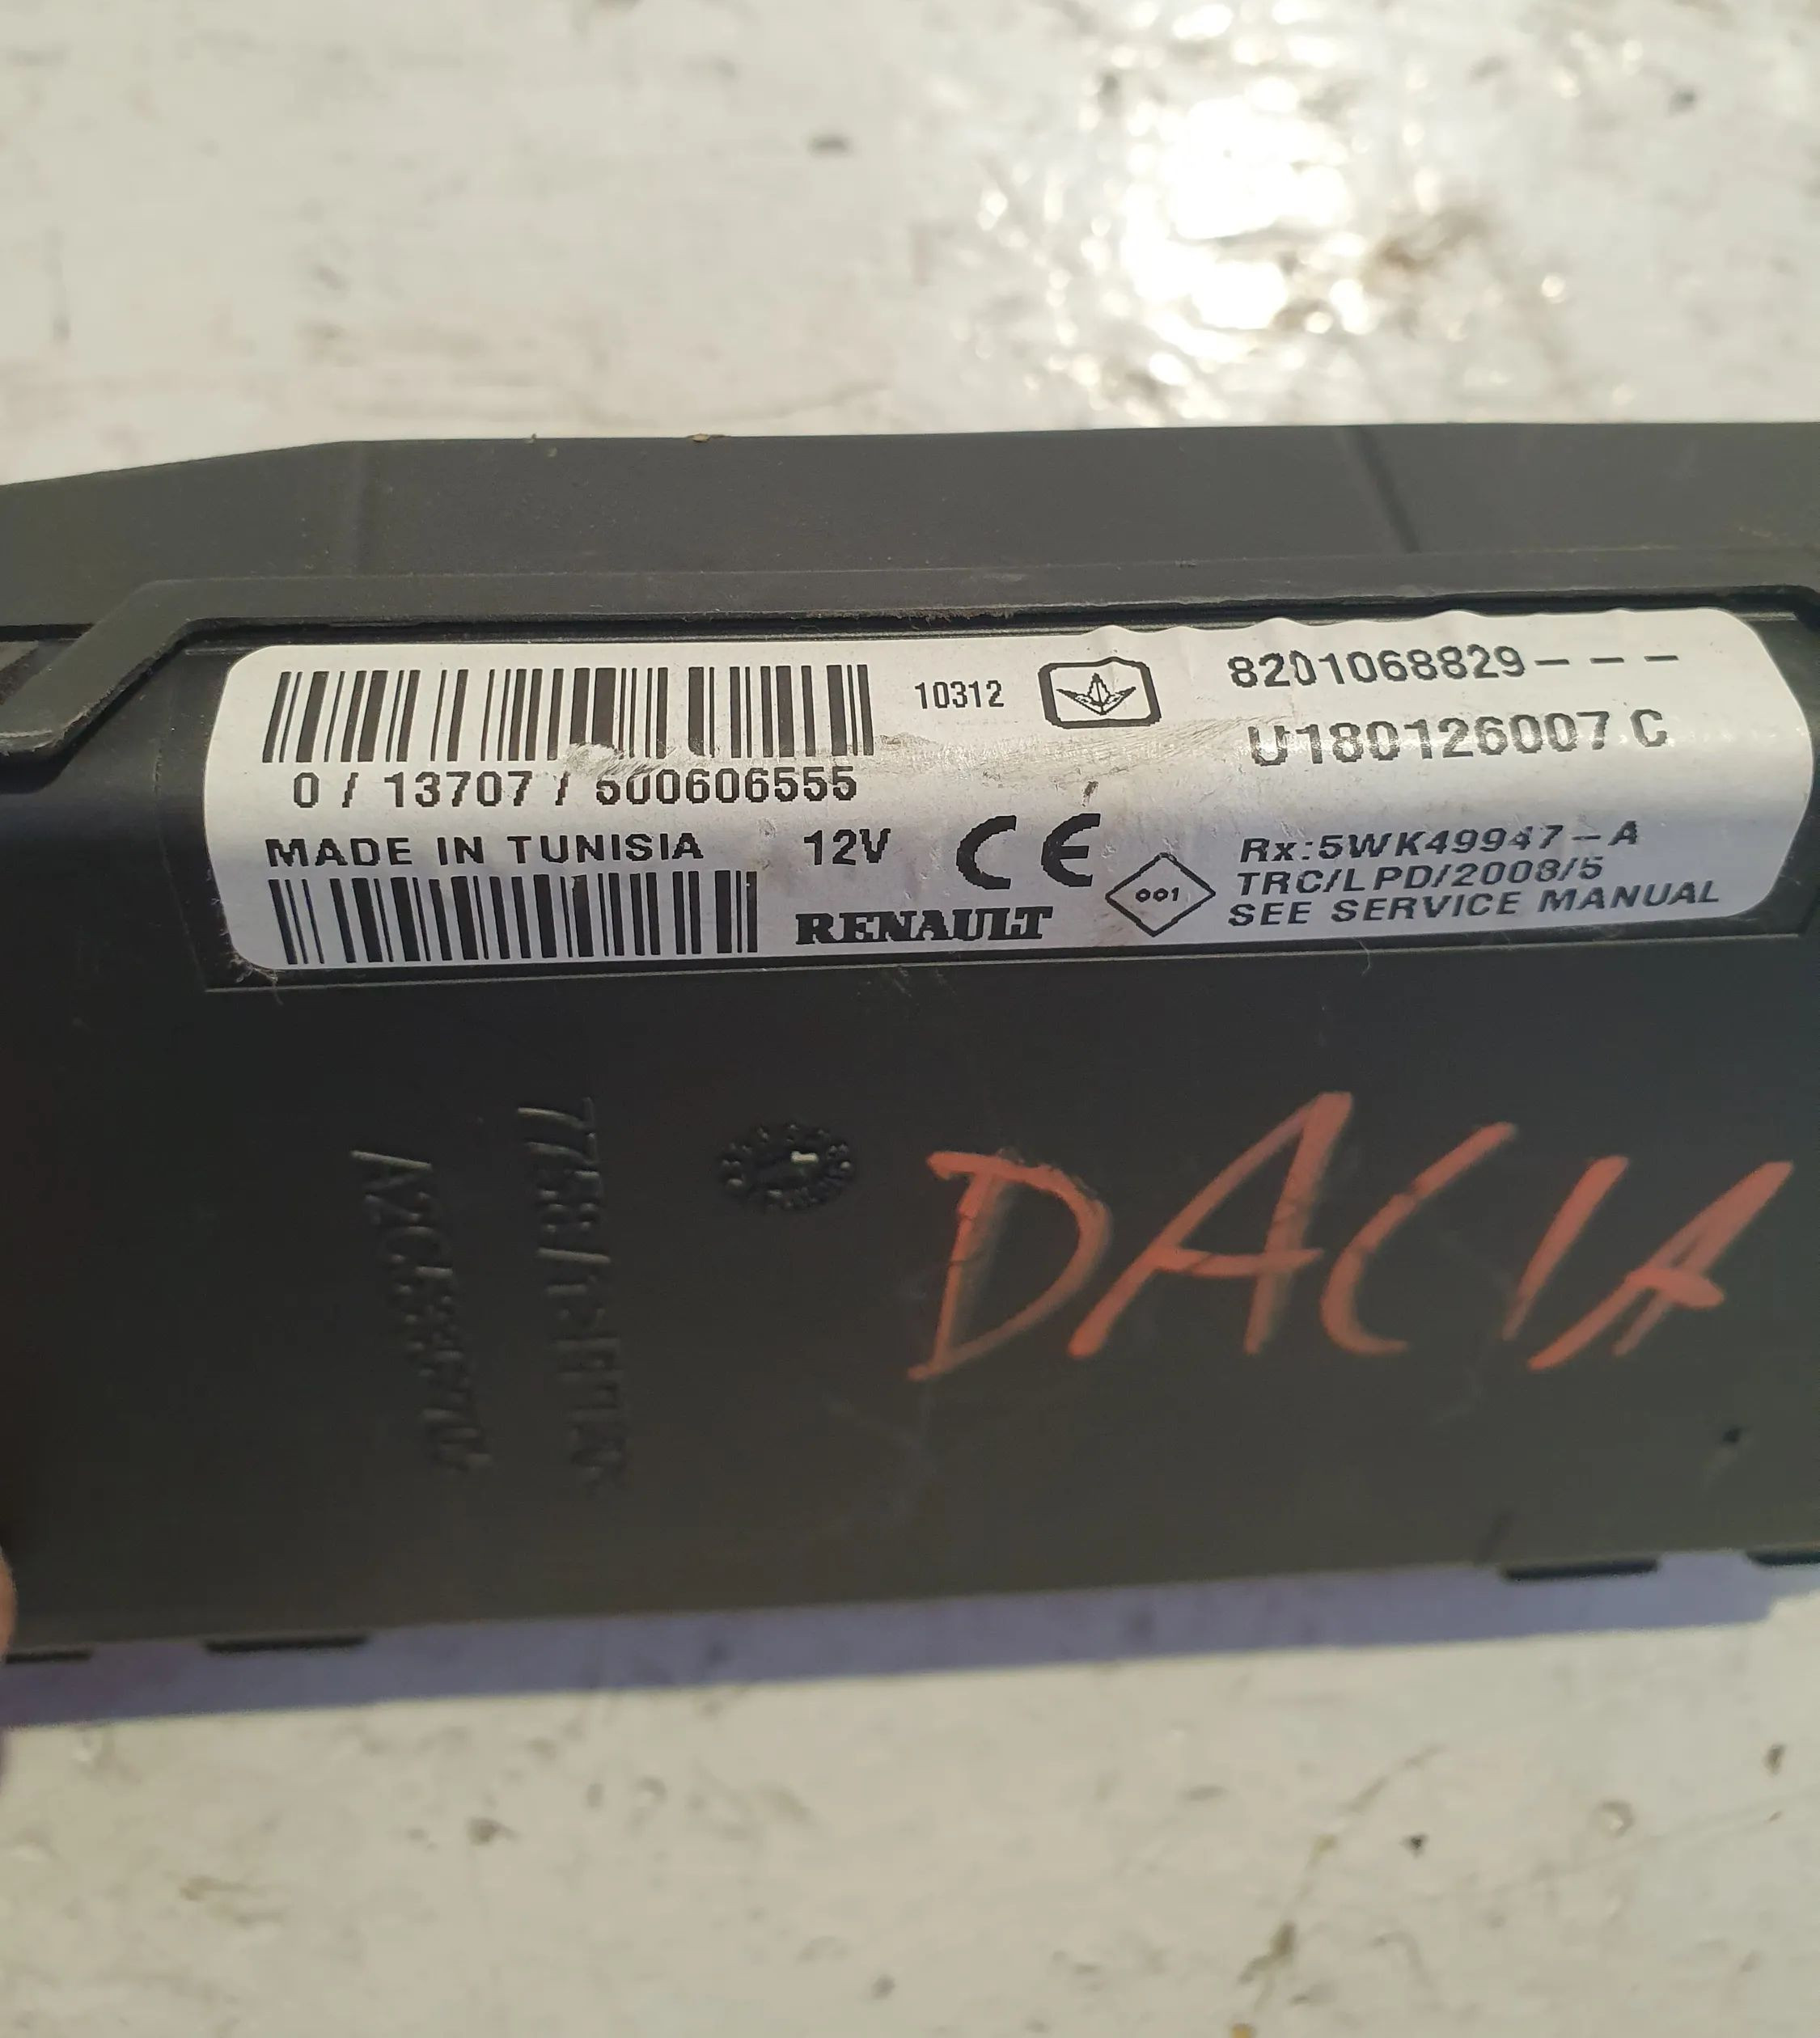 10312
8201068829---
U180126007 C
0 / 13707 / 500606555
MADE IN TUNISIA 12V CE
Rx:5WK49947-A
TRC/LPD/2008/5
SEE SERVICE MANUAL
RENAULT
001
DACIA